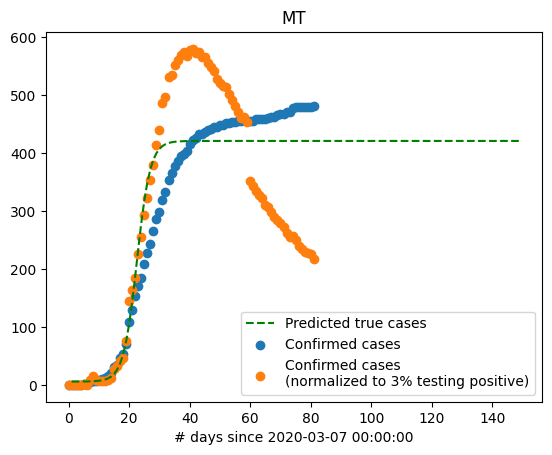 MT
600
500
400
300
200
100
0
0 20 40 60 80 100 120 140
# days since 2020-03-07 00:00:00
Predicted true cases
Confirmed cases
Confirmed cases
(normalized to 3% testing positive)